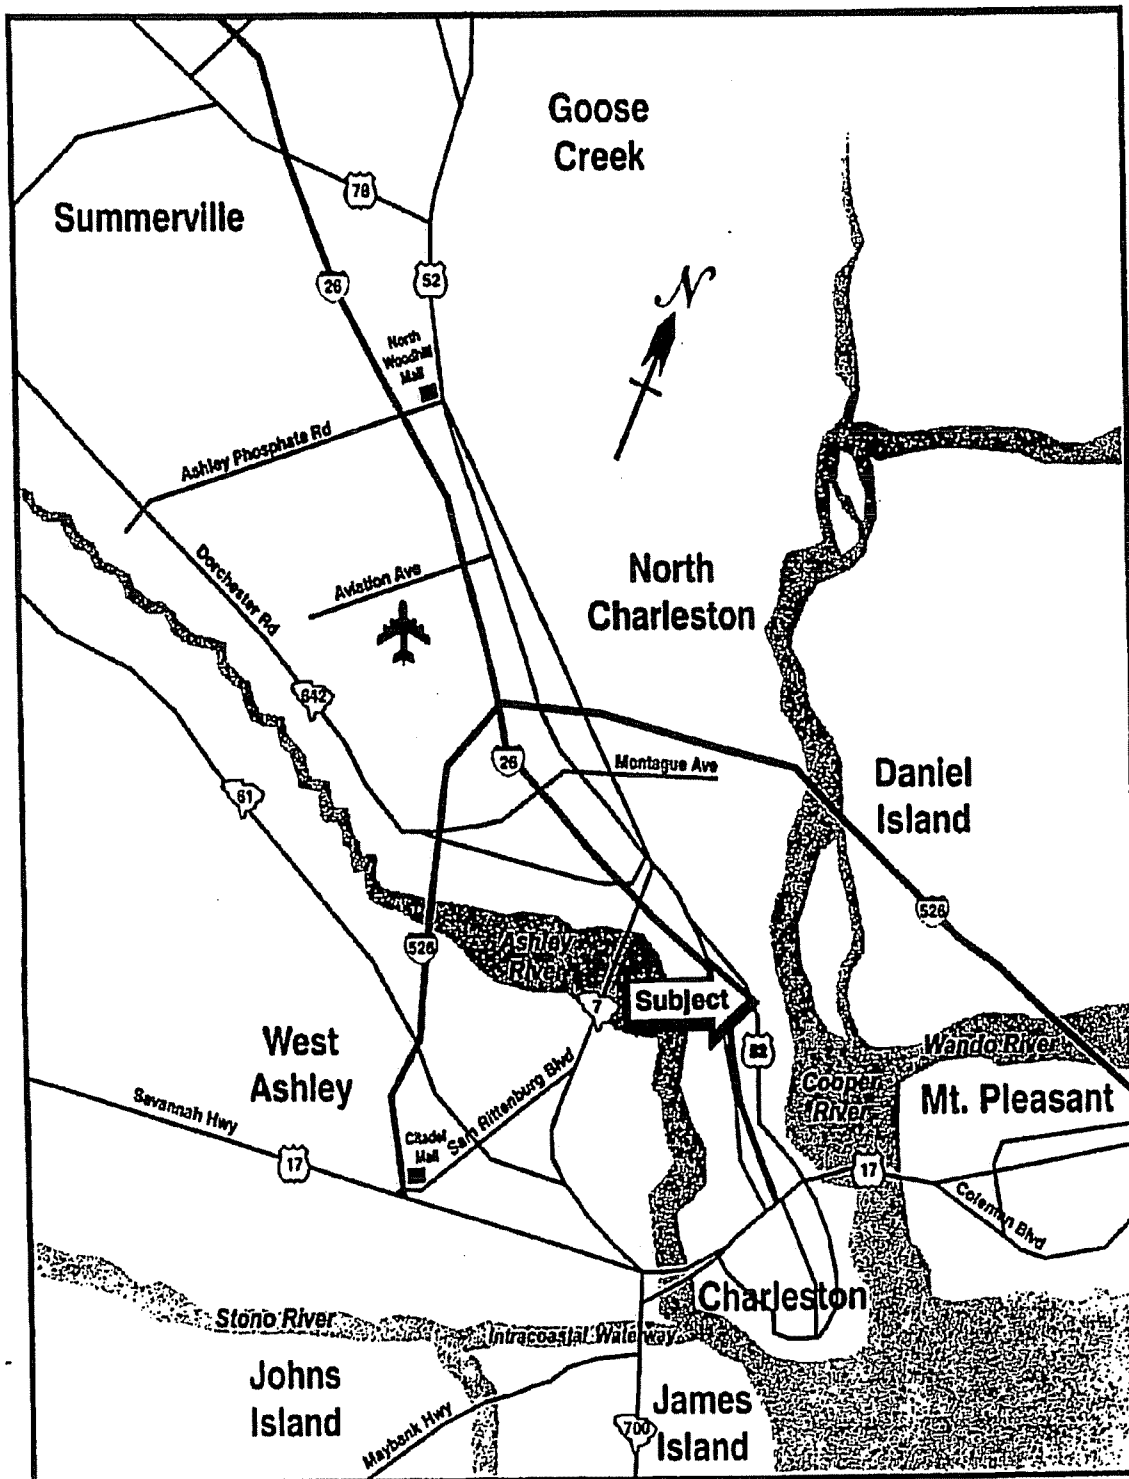 Goose
Creek
78
Summerville
26
52
N
North
Woodhill
Mall
Ashley Phosphate Rd
Dorchester Rd
Aviation Ave
North
Charleston
642
26
Montague Ave
Daniel
Island
61
526
526
Ashley
River
7
Subject
52
Wando River
West
Ashley
Cooper
River
Mt. Pleasant
Savannah Hwy
17
Citadel
Mall
Sam Rittenburg Blvd
17
Coleman Blvd
Charleston
Stono River
Intracoastal Waterway
Johns
Island
Maybank Hwy
700
James
Island